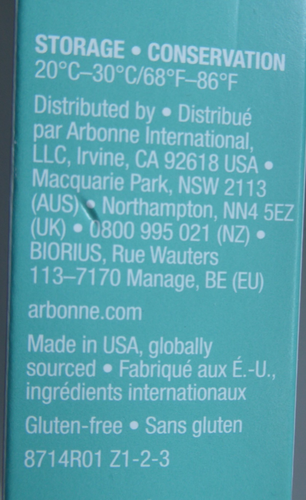 STORAGE • CONSERVATION
20°C–30°C/68°F–86°F
Distributed by • Distribué
par Arbonne International,
LLC, Irvine, CA 92618 USA •
Macquarie Park, NSW 2113
(AUS) • Northampton, NN4 5EZ
(UK) • 0800 995 021 (NZ) •
BIORIUS, Rue Wauters
113–7170 Manage, BE (EU)
arbonne.com
Made in USA, globally
sourced • Fabriqué aux É.-U.,
ingrédients internationaux
Gluten-free • Sans gluten
8714R01 Z1-2-3